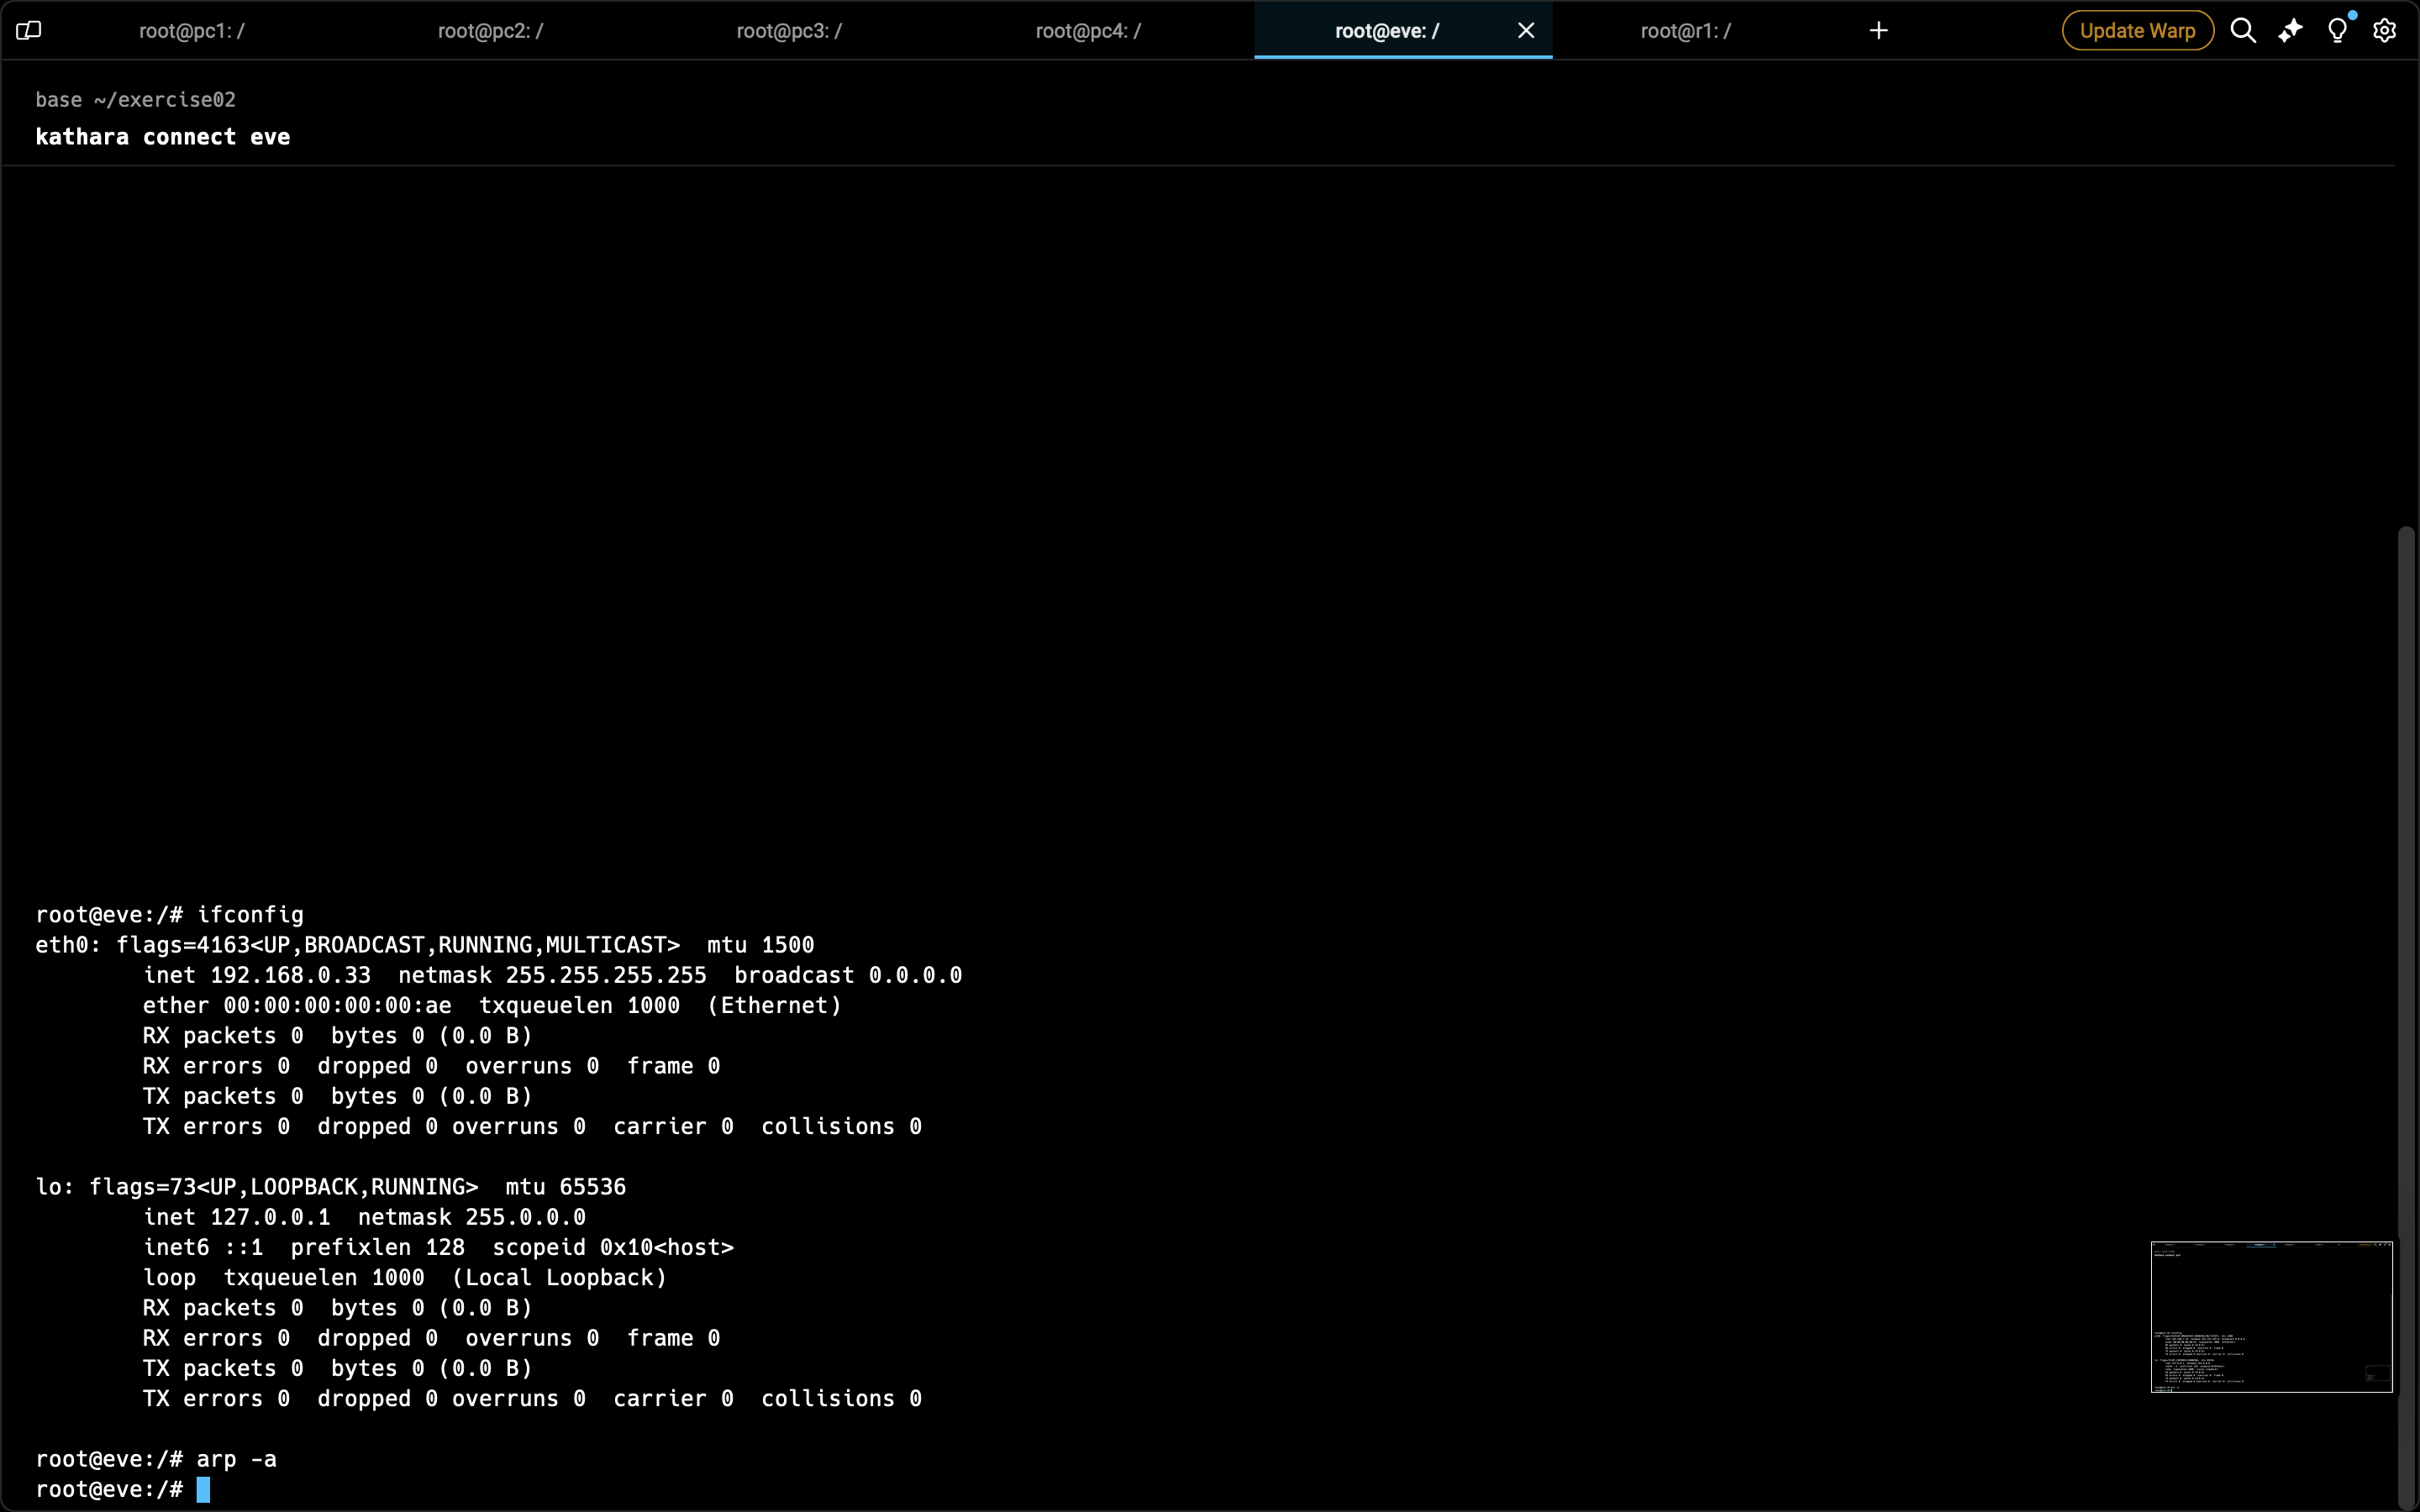 root@pc1: /
root@pc2: /
root@pc3: /
root@pc4: /
root@eve: /
root@r1: /
Update Warp
base ~/exercise02
kathara connect eve
root@eve:/# ifconfig
eth0: flags=4163<UP,BROADCAST,RUNNING,MULTICAST>  mtu 1500
        inet 192.168.0.33  netmask 255.255.255.255  broadcast 0.0.0.0
        ether 00:00:00:00:00:ae  txqueuelen 1000  (Ethernet)
        RX packets 0  bytes 0 (0.0 B)
        RX errors 0  dropped 0  overruns 0  frame 0
        TX packets 0  bytes 0 (0.0 B)
        TX errors 0  dropped 0 overruns 0  carrier 0  collisions 0
lo: flags=73<UP,LOOPBACK,RUNNING>  mtu 65536
        inet 127.0.0.1  netmask 255.0.0.0
        inet6 ::1  prefixlen 128  scopeid 0x10<host>
        loop  txqueuelen 1000  (Local Loopback)
        RX packets 0  bytes 0 (0.0 B)
        RX errors 0  dropped 0  overruns 0  frame 0
        TX packets 0  bytes 0 (0.0 B)
        TX errors 0  dropped 0 overruns 0  carrier 0  collisions 0
root@eve:/# arp -a
root@eve:/#